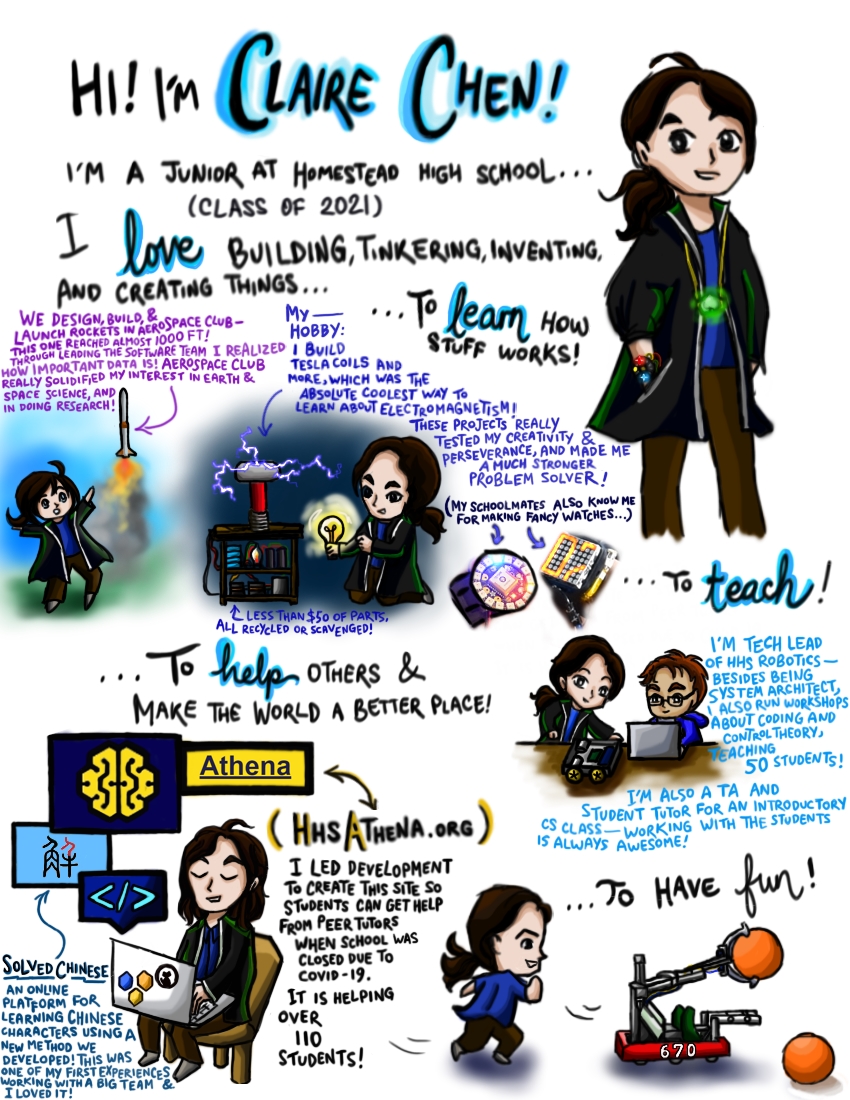 HI! I'M CLAIRE CHEN!
I'M A JUNIOR AT HOMESTEAD HIGH SCHOOL...
(CLASS OF 2021)
I love BUILDING, TINKERING, INVENTING,
AND CREATING THINGS...
...TO learn HOW
STUFF WORKS!
WE DESIGN, BUILD, &
LAUNCH ROCKETS IN AEROSPACE CLUB—
THIS ONE REACHED ALMOST 1000 FT!
THROUGH LEADING THE SOFTWARE TEAM I REALIZED
HOW IMPORTANT DATA IS! AEROSPACE CLUB
REALLY SOLIDIFIED MY INTEREST IN EARTH &
SPACE SCIENCE, AND
IN DOING RESEARCH!
MY —
HOBBY:
I BUILD
TESLA COILS AND
MORE, WHICH WAS THE
ABSOLUTE COOLEST WAY TO
LEARN ABOUT ELECTROMAGNETISM!
THESE PROJECTS REALLY
TESTED MY CREATIVITY &
PERSEVERANCE, AND MADE ME
A MUCH STRONGER
PROBLEM SOLVER!
(MY SCHOOLMATES ALSO KNOW ME
FOR MAKING FANCY WATCHES...)
LESS THAN $50 OF PARTS,
ALL RECYCLED OR SCAVENGED!
...TO teach!
I'M TECH LEAD
OF HHS ROBOTICS—
BESIDES BEING
SYSTEM ARCHITECT,
I ALSO RUN WORKSHOPS
ABOUT CODING AND
CONTROL THEORY,
TEACHING
50 STUDENTS!
I'M ALSO A TA AND
STUDENT TUTOR FOR AN INTRODUCTORY
CS CLASS—WORKING WITH THE STUDENTS
IS ALWAYS AWESOME!
...TO help OTHERS &
MAKE THE WORLD A BETTER PLACE!
Athena
(HHSATHENA.ORG)
I LED DEVELOPMENT
TO CREATE THIS SITE SO
STUDENTS CAN GET HELP
FROM PEER TUTORS
WHEN SCHOOL WAS
CLOSED DUE TO
COVID-19.
IT IS HELPING
OVER
110
STUDENTS!
解
</>
SOLVED CHINESE
AN ONLINE
PLATFORM FOR
LEARNING CHINESE
CHARACTERS USING A
NEW METHOD WE
DEVELOPED! THIS WAS
ONE OF MY FIRST EXPERIENCES
WORKING WITH A BIG TEAM &
I LOVED IT!
...TO HAVE fun!
670